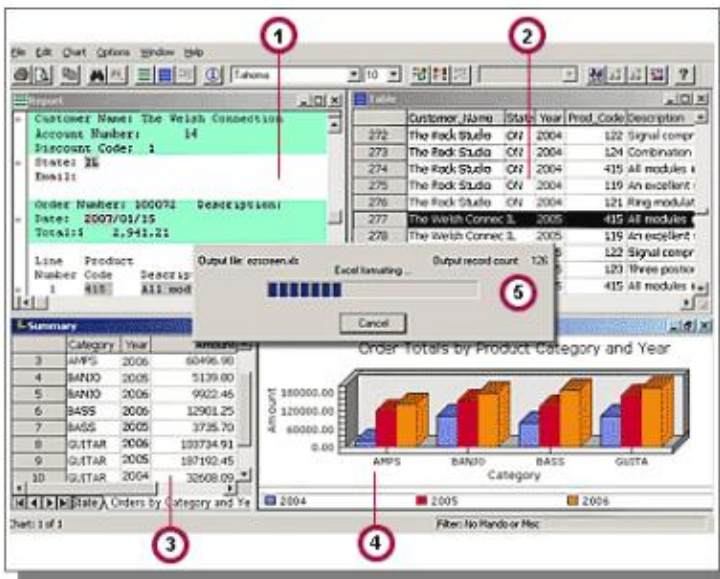 1
2
File Edit Chart Options Window Help
Tahoma
10
?
Report
Customer Name: The Welsh Connection
Account Number: 14
Discount Code: 1
State: IL
Email:
Order Number: 100072 Description:
Date: 2007/01/15
Total:$ 2,941.21
Line Product
Number Code Descrip
1 415 All mod
Table
Customer_Name State Year Prod_Code Description
272 The Rock Studio ON 2004 122 Signal compr
273 The Rock Studio ON 2004 124 Combination
274 The Rock Studio ON 2004 415 All modules
275 The Rock Studio ON 2004 119 An excellent
276 The Rock Studio ON 2004 121 Ring modulat
277 The Welsh Connec IL 2005 415 All modules
278 The Welsh Connec IL 2005 119 An excellent
2005 122 Signal compr
123 Three position
415 All modules
Output file: ezscreen.xls Output record count 126
Excel formatting ...
5
Cancel
Summary
Category Year Amount
3 AMPS 2006 60496.90
4 BANJO 2005 5139.80
5 BANJO 2006 9922.45
6 BASS 2006 12901.25
7 BASS 2005 3735.70
8 GUITAR 2006
9 GUITAR 2005 187192.45
10 GUITAR 2004 32608.09
State Orders by Category and Ye
Order Totals by Product Category and Year
Amount
180000.00
120000.00
60000.00
0.00
AMPS BANJO BASS GUITA
Category
2004 2005 2006
Chart: 1 of 1
Filter: No Mando or Misc
3
4